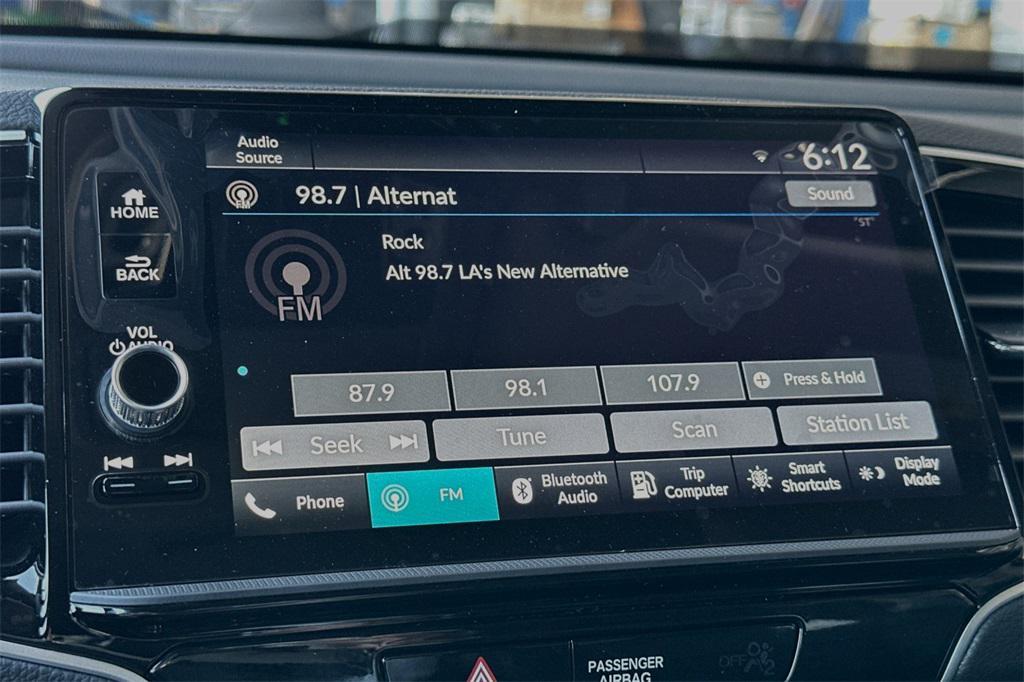 Audio
Source
6:12
FM
98.7 | Alternat
Sound
"ST"
HOME
BACK
Rock
Alt 98.7 LA's New Alternative
FM
VOL
AUDIO
87.9
98.1
107.9
Press & Hold
Seek
Tune
Scan
Station List
Phone
FM
Bluetooth
Audio
Trip
Computer
Smart
Shortcuts
Display
Mode
PASSENGER
AIRBAG
OFF